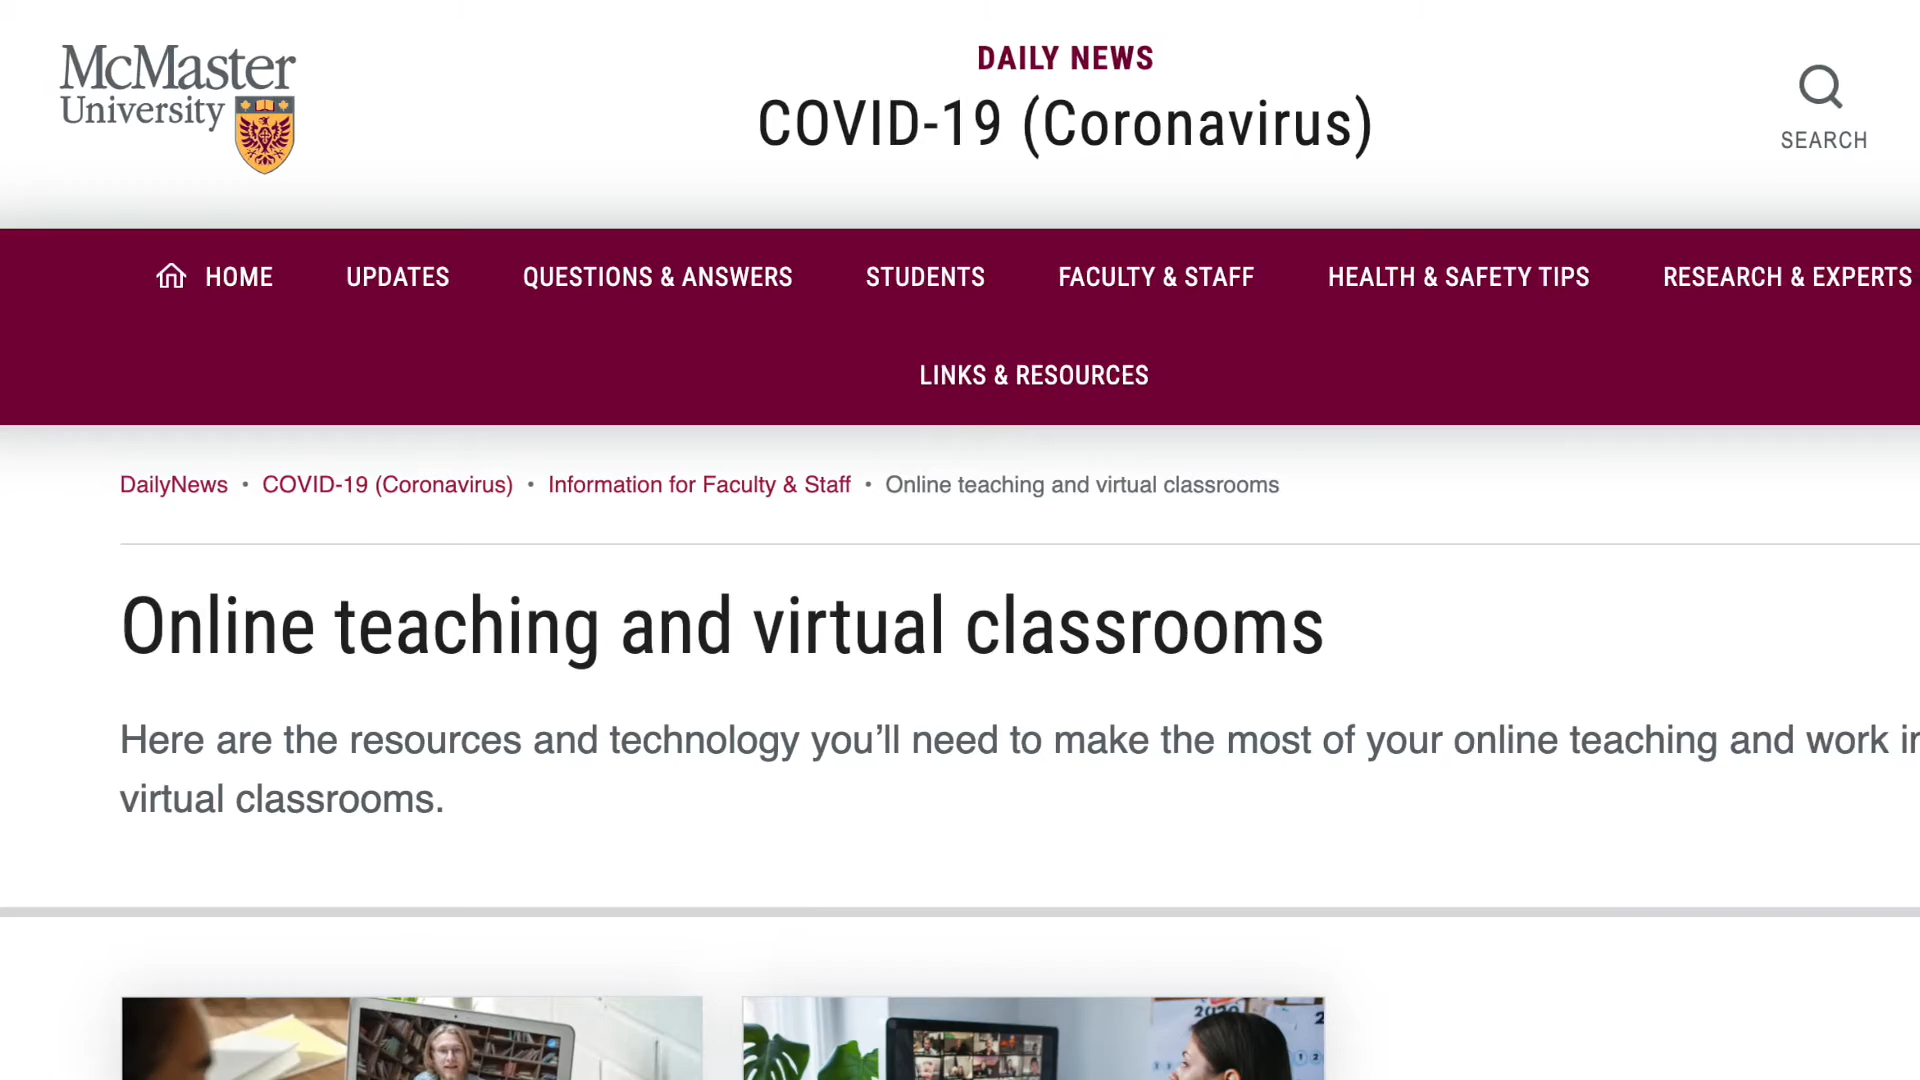 McMaster
University
DAILY NEWS
COVID-19 (Coronavirus)
SEARCH
HOME UPDATES QUESTIONS & ANSWERS STUDENTS FACULTY & STAFF HEALTH & SAFETY TIPS RESEARCH & EXPERTS
LINKS & RESOURCES
DailyNews • COVID-19 (Coronavirus) • Information for Faculty & Staff • Online teaching and virtual classrooms
Online teaching and virtual classrooms
Here are the resources and technology you’ll need to make the most of your online teaching and work in
virtual classrooms.